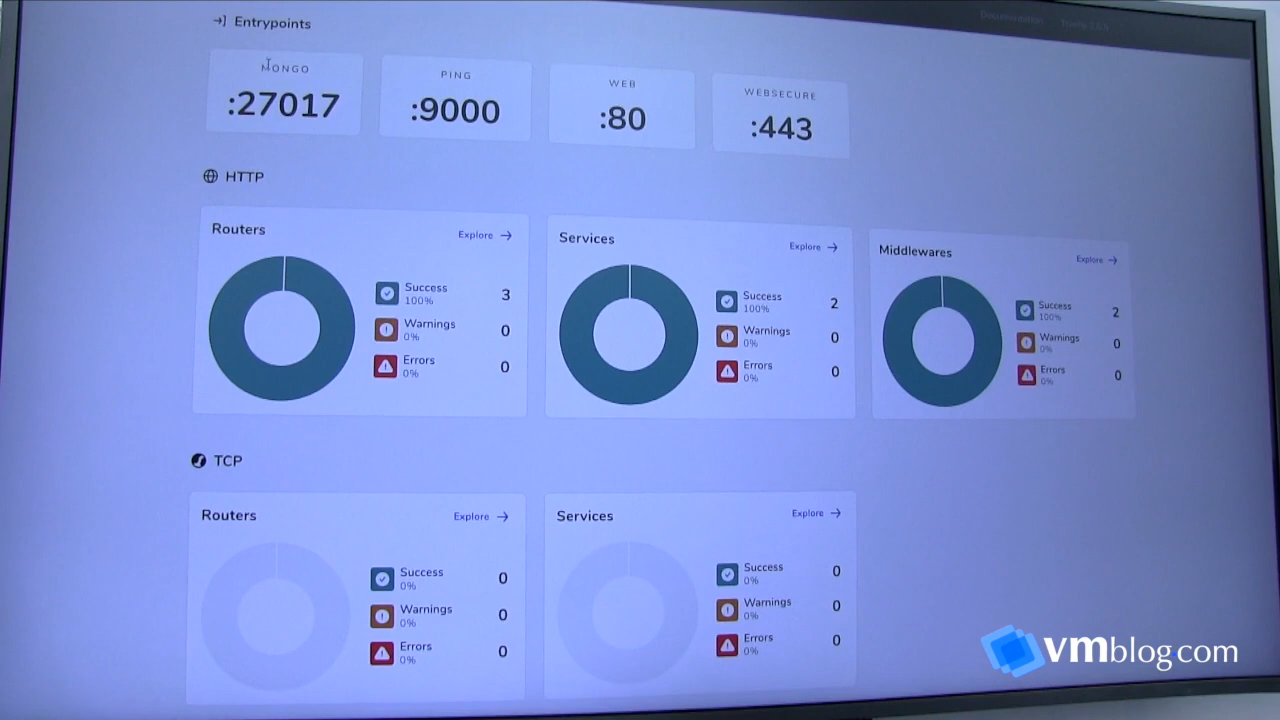 Documentation
Entrypoints
MONGO
:27017
PING
:9000
WEB
:80
WEBSECURE
:443
HTTP
Routers
Explore
Success
100%
3
Warnings
0%
0
Errors
0%
0
Services
Explore
Success
100%
2
Warnings
0%
0
Errors
0%
0
Middlewares
Explore
Success
100%
2
Warnings
0%
0
Errors
0%
0
TCP
Routers
Explore
Success
0%
0
Warnings
0%
0
Errors
0%
0
Services
Explore
Success
0%
0
Warnings
0%
0
Errors
0%
0
vmblog.com